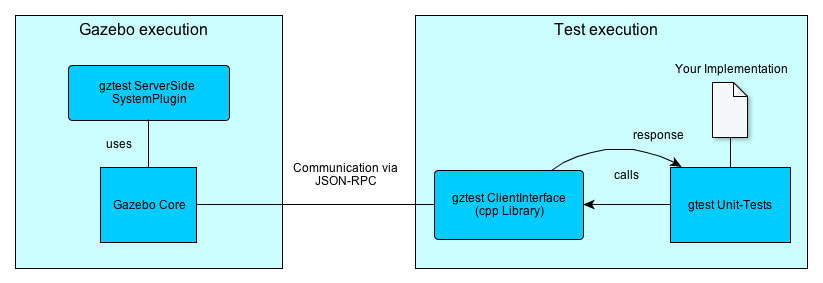 Gazebo execution
gztest ServerSide
SystemPlugin
uses
Gazebo Core
Communication via
JSON-RPC
Test execution
Your Implementation
response
calls
gztest ClientInterface
(cpp Library)
gtest Unit-Tests